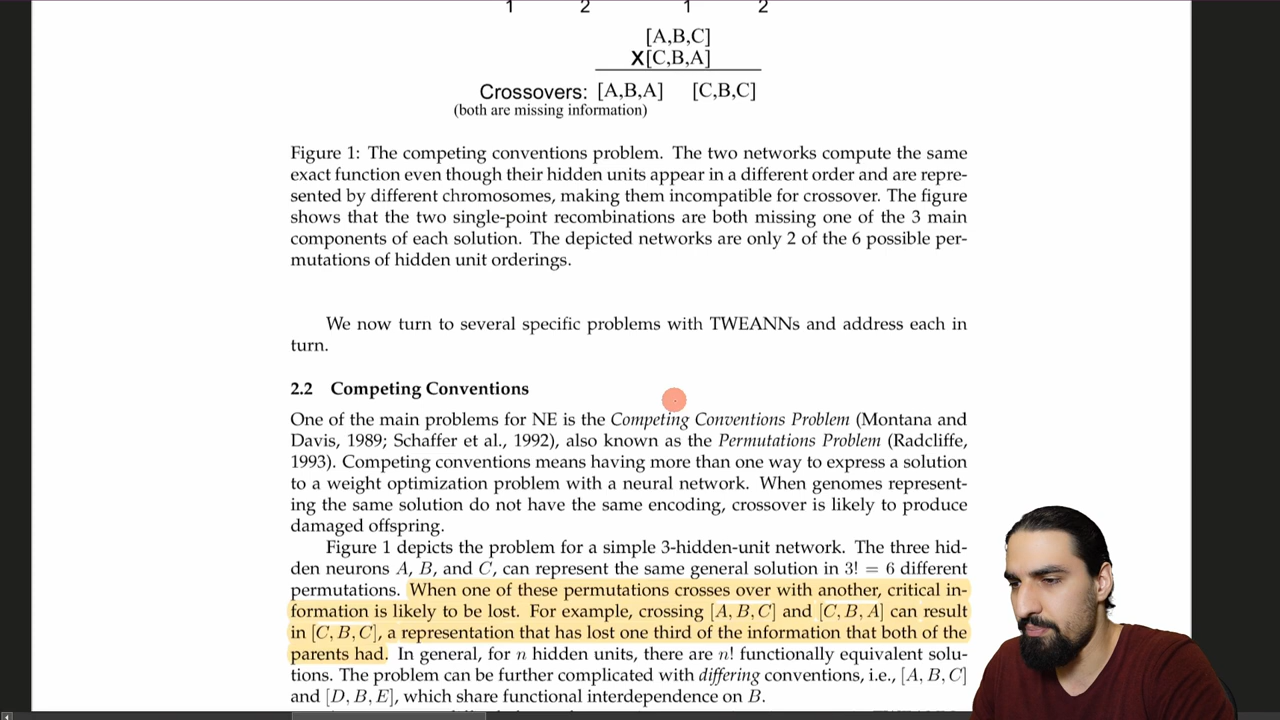 1 2 1 2
[A,B,C]
X[C,B,A]
Crossovers: [A,B,A] [C,B,C]
(both are missing information)
Figure 1: The competing conventions problem. The two networks compute the same
exact function even though their hidden units appear in a different order and are repre-
sented by different chromosomes, making them incompatible for crossover. The figure
shows that the two single-point recombinations are both missing one of the 3 main
components of each solution. The depicted networks are only 2 of the 6 possible per-
mutations of hidden unit orderings.
We now turn to several specific problems with TWEANNs and address each in
turn.
2.2 Competing Conventions
One of the main problems for NE is the Competing Conventions Problem (Montana and
Davis, 1989; Schaffer et al., 1992), also known as the Permutations Problem (Radcliffe,
1993). Competing conventions means having more than one way to express a solution
to a weight optimization problem with a neural network. When genomes represent-
ing the same solution do not have the same encoding, crossover is likely to produce
damaged offspring.
Figure 1 depicts the problem for a simple 3-hidden-unit network. The three hid-
den neurons A, B, and C, can represent the same general solution in 3! = 6 different
permutations. When one of these permutations crosses over with another, critical in-
formation is likely to be lost. For example, crossing [A, B, C] and [C, B, A] can result
in [C, B, C], a representation that has lost one third of the information that both of the
parents had. In general, for n hidden units, there are n! functionally equivalent solu-
tions. The problem can be further complicated with differing conventions, i.e., [A, B, C]
and [D, B, E], which share functional interdependence on B.